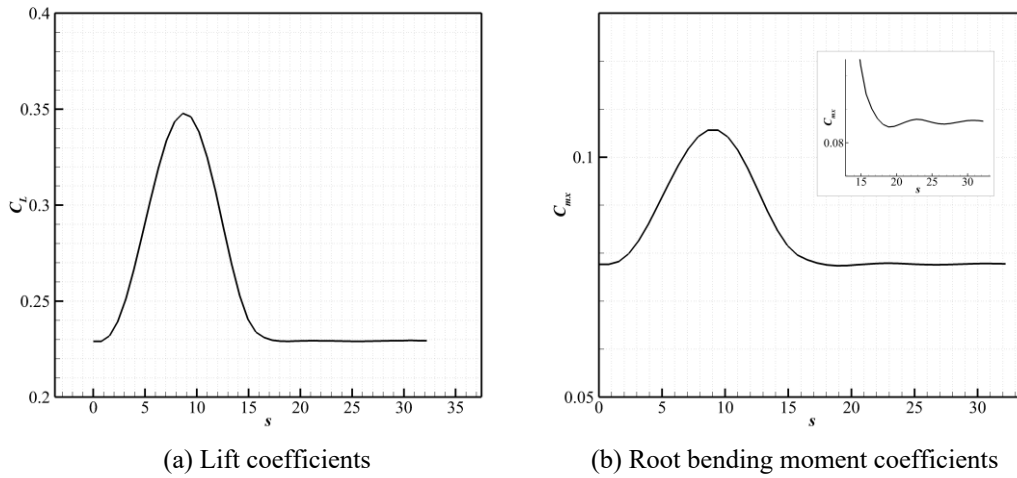 0.4
0.35
0.3
0.25
0.2
C_L
0 5 10 15 20 25 30 35
s
(a) Lift coefficients
0.1
0.05
C_mx
0 5 10 15 20 25 30
s
C_mx
0.08
15 20 25 30
s
(b) Root bending moment coefficients